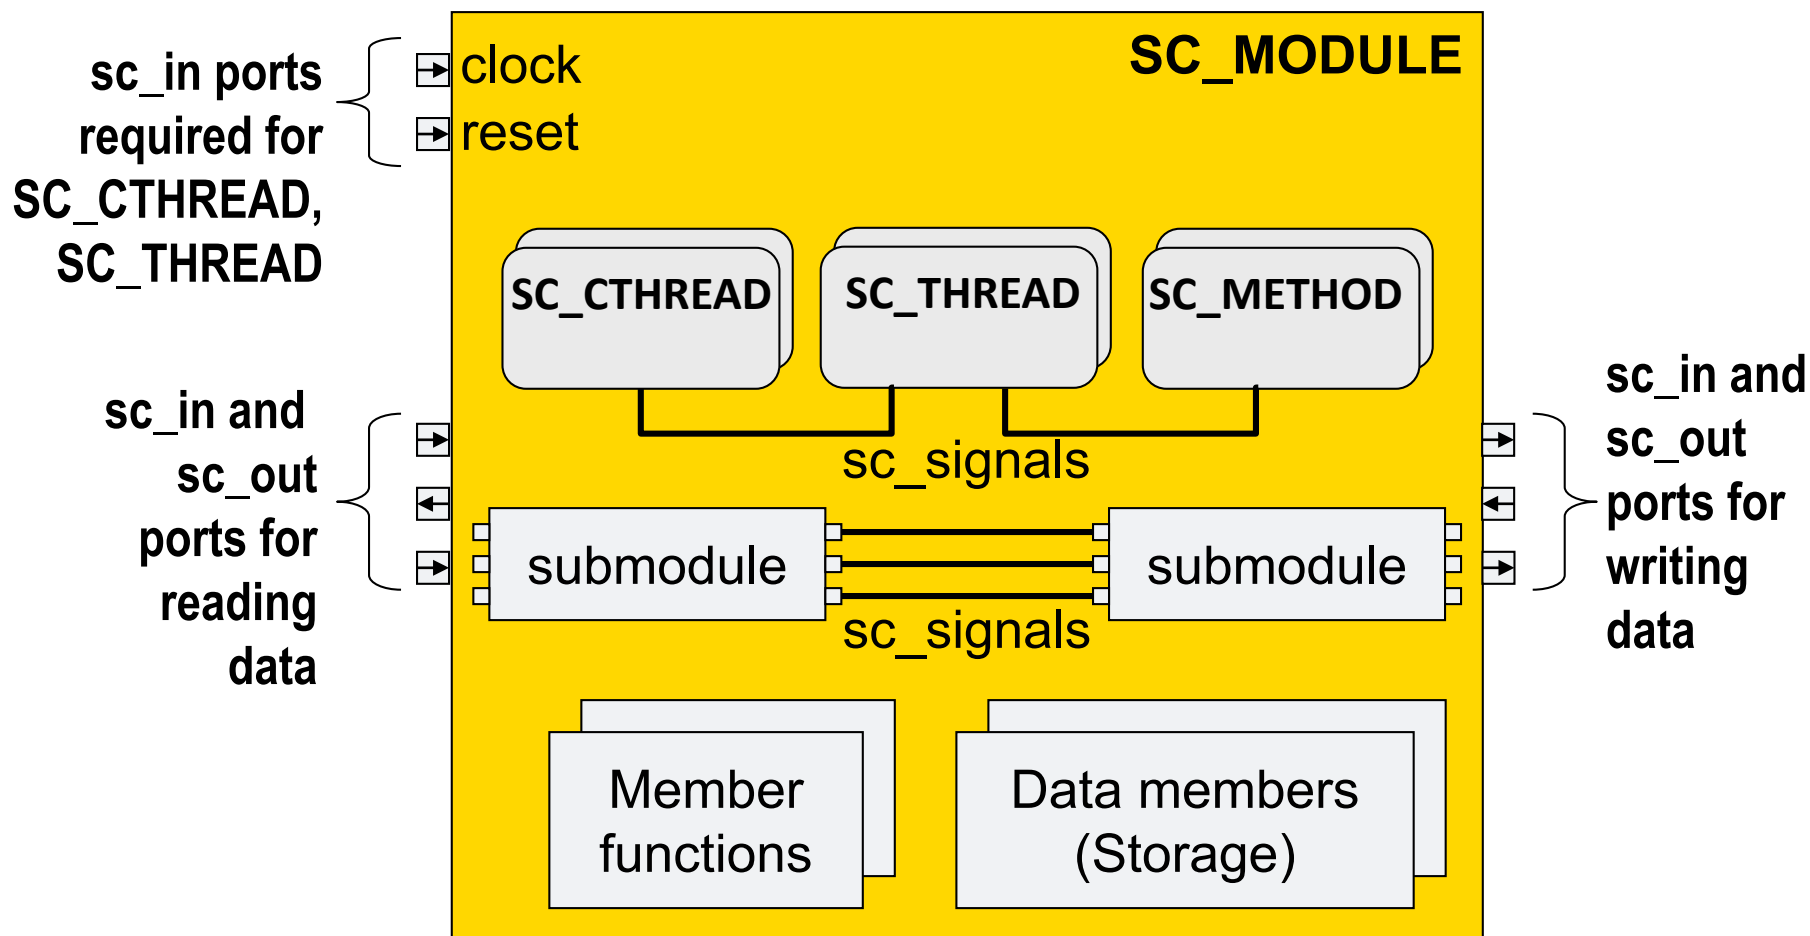 SC_MODULE
sc_in ports
required for
SC_CTHREAD,
SC_THREAD
clock
reset
SC_CTHREAD
SC_THREAD
SC_METHOD
sc_signals
sc_in and
sc_out
ports for
reading
data
sc_in and
sc_out
ports for
writing
data
submodule
submodule
sc_signals
Member
functions
Data members
(Storage)